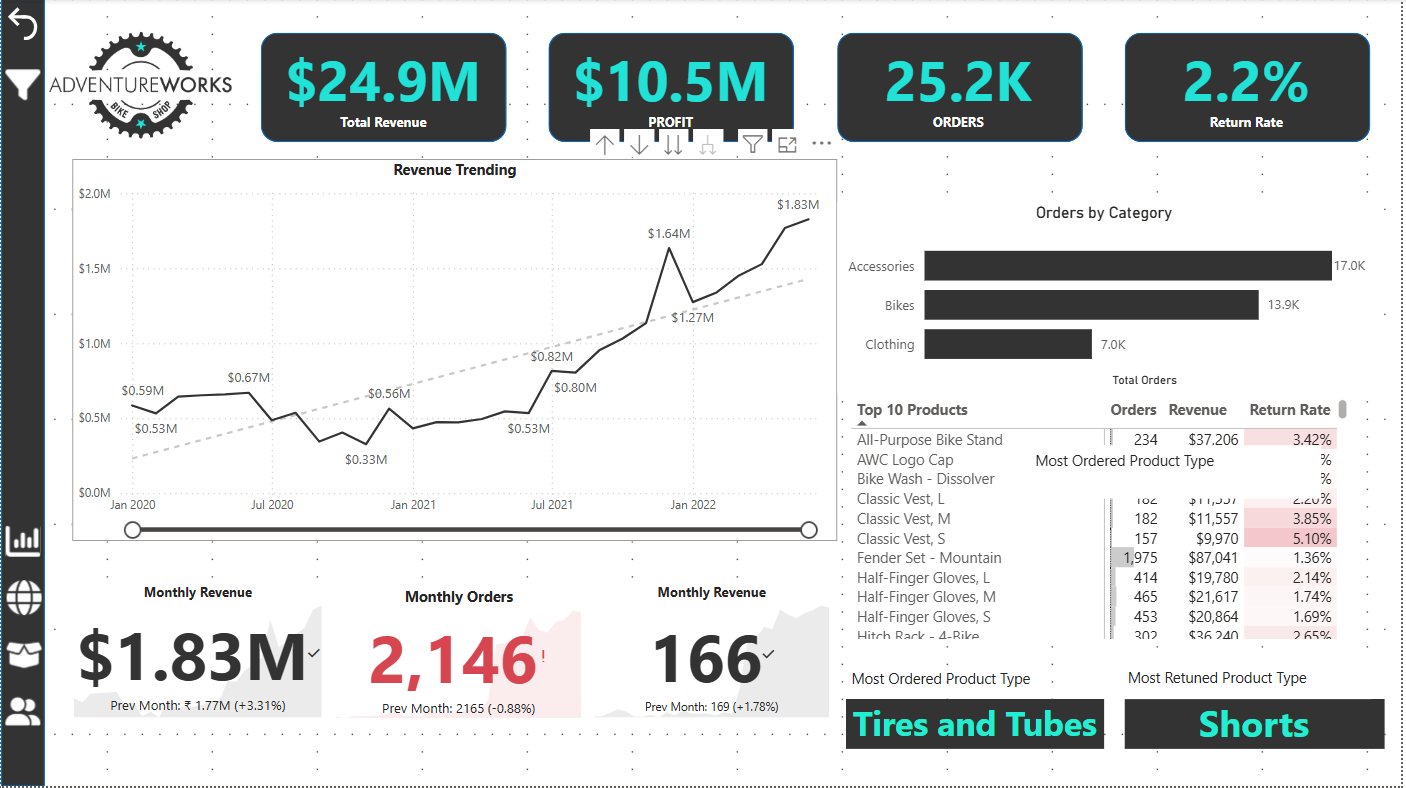 ADVENTUREWORKS
BIKE SHOP
$24.9M
Total Revenue
$10.5M
PROFIT
25.2K
ORDERS
2.2%
Return Rate
Revenue Trending
$2.0M
$1.5M
$1.0M
$0.5M
$0.0M
$0.59M
$0.53M
$0.67M
$0.33M
$0.56M
$0.53M
$0.82M
$0.80M
$1.64M
$1.27M
$1.83M
Jan 2020
Jul 2020
Jan 2021
Jul 2021
Jan 2022
Orders by Category
Accessories 17.0K
Bikes 13.9K
Clothing 7.0K
Total Orders
Top 10 Products Orders Revenue Return Rate
All-Purpose Bike Stand 234 $37,206 3.42%
AWC Logo Cap %
Most Ordered Product Type
Bike Wash - Dissolver %
Classic Vest, L 182 $11,557 2.20%
Classic Vest, M 182 $11,557 3.85%
Classic Vest, S 157 $9,970 5.10%
Fender Set - Mountain 1,975 $87,041 1.36%
Half-Finger Gloves, L 414 $19,780 2.14%
Half-Finger Gloves, M 465 $21,617 1.74%
Half-Finger Gloves, S 453 $20,864 1.69%
Hitch Rack - 4-Bike 302 $36,240 2.65%
Monthly Revenue
$1.83M
Prev Month: ₹ 1.77M (+3.31%)
Monthly Orders
2,146!
Prev Month: 2165 (-0.88%)
Monthly Revenue
166
Prev Month: 169 (+1.78%)
Most Ordered Product Type
Tires and Tubes
Most Retuned Product Type
Shorts